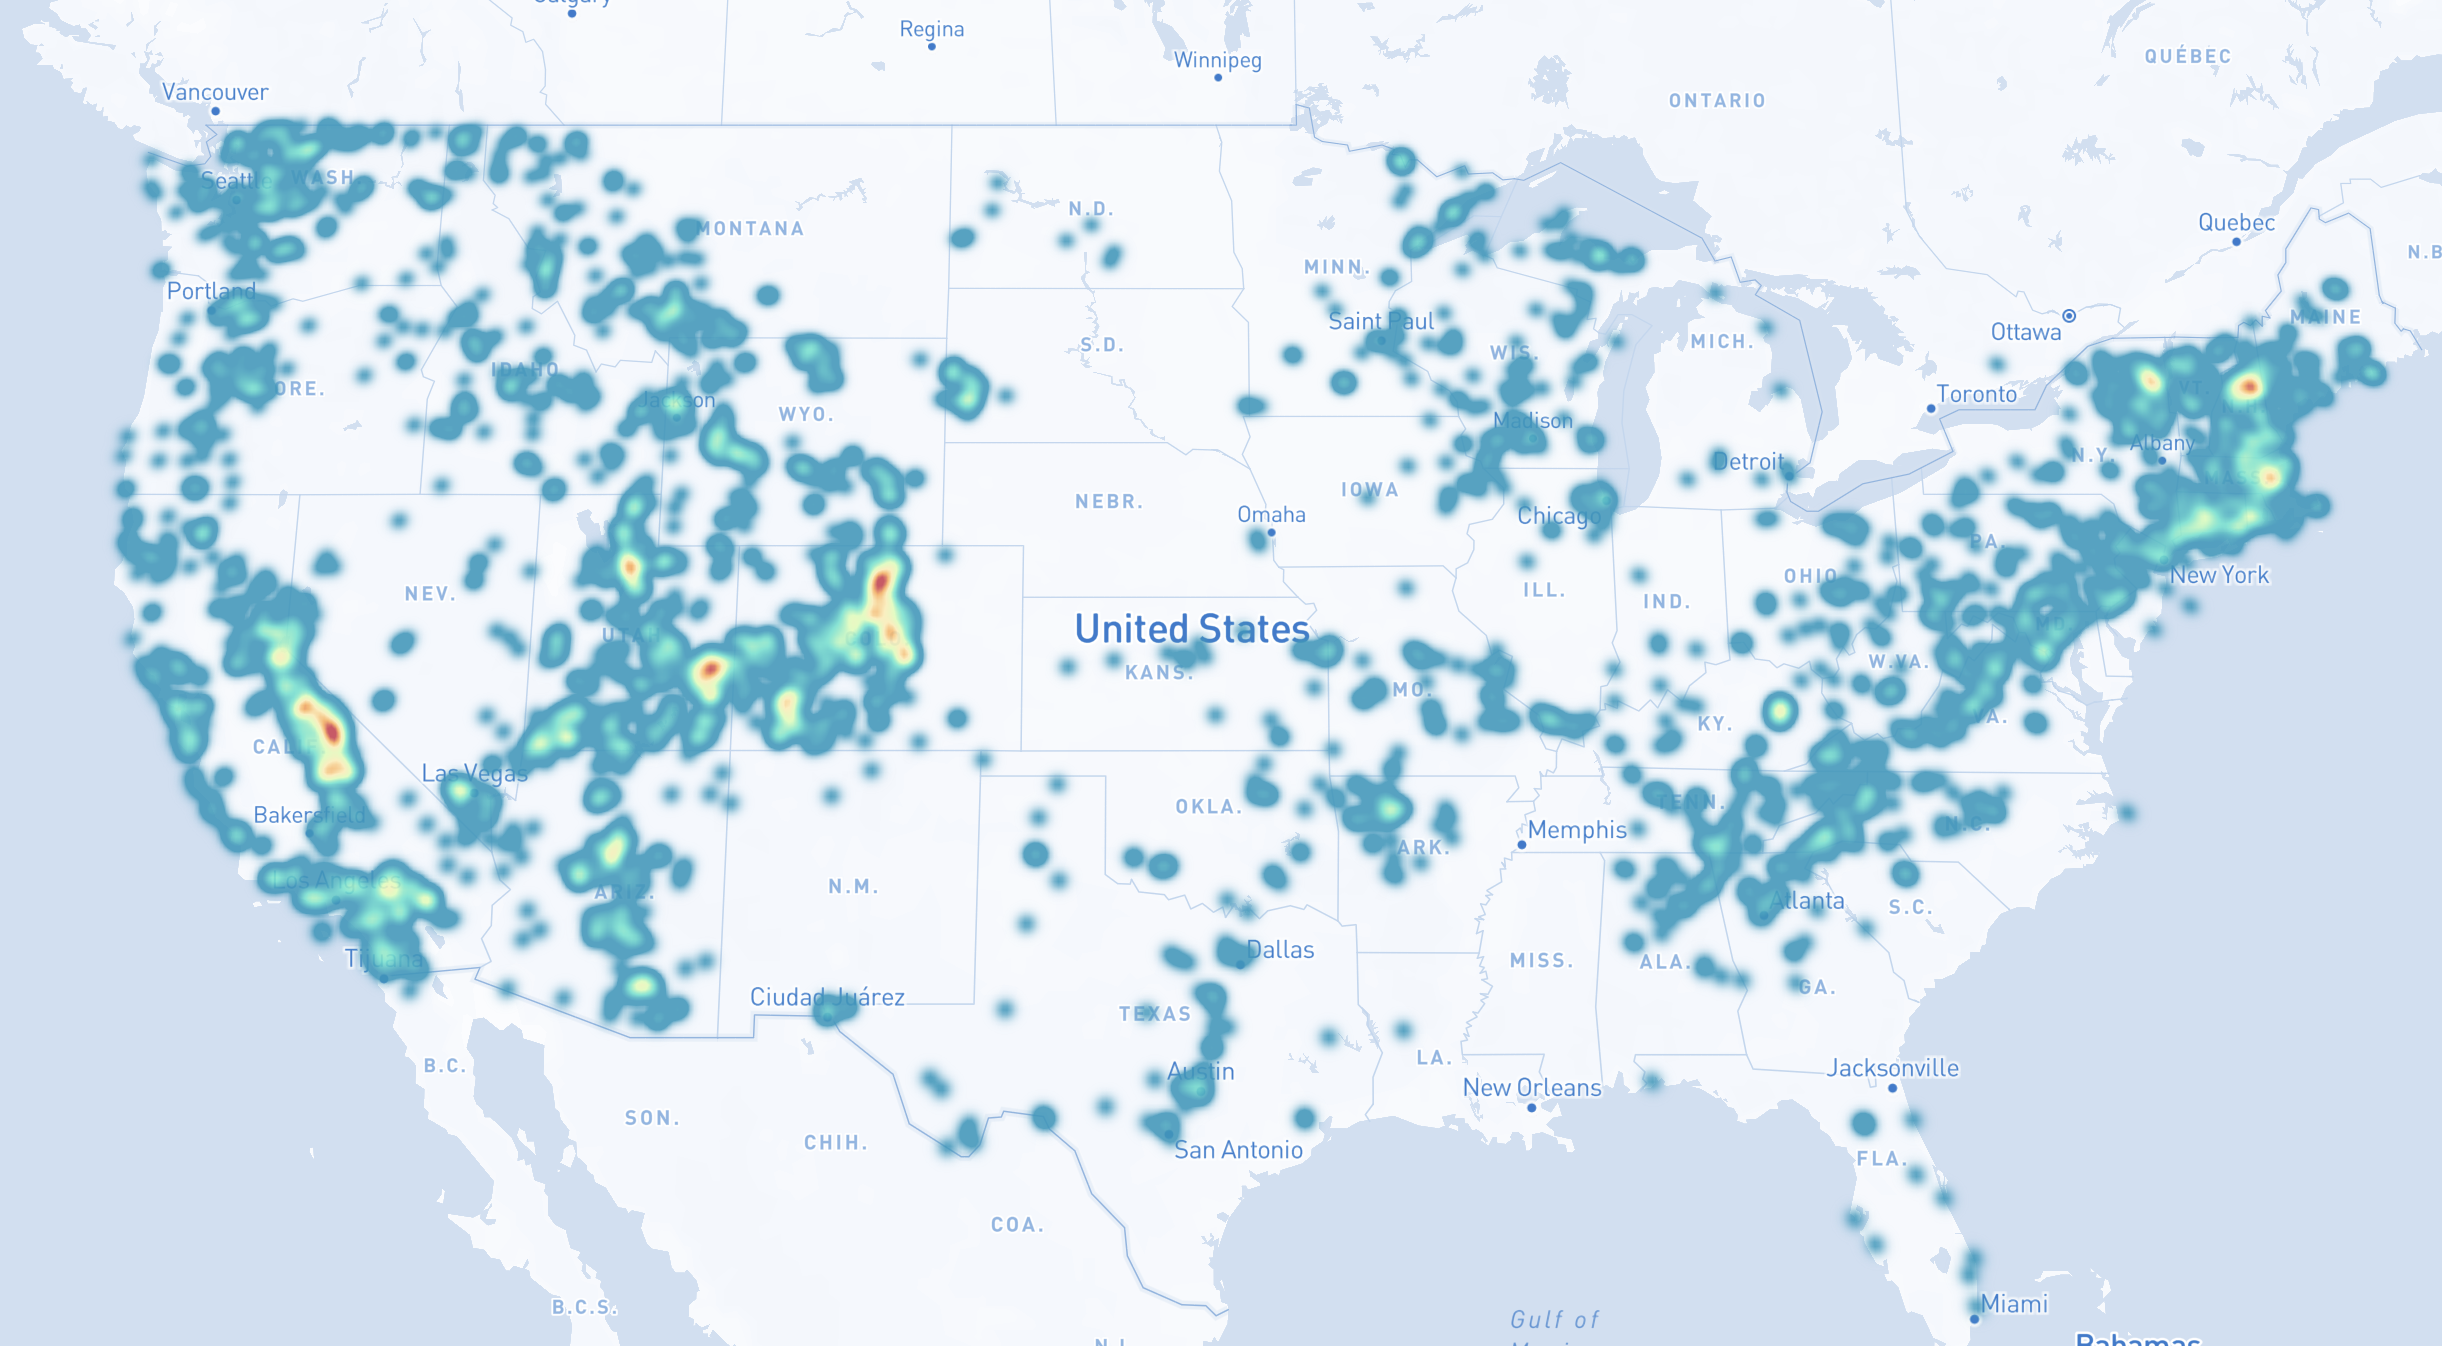 Calgary
Regina
Winnipeg
QUÉBEC
Vancouver
ONTARIO
Seattle
WASH
N.D.
MONTANA
Quebec
N.B
MINN.
Portland
MAINE
Saint Paul
Ottawa
S.D.
WIS.
MICH.
IDAHO
ORE.
VT
Toronto
Jackson
WYO.
Madison
Albany
N.Y.
Detroit
MASS
IOWA
NEBR.
Omaha
Chicago
PA.
New York
OHIO
NEV.
ILL.
IND.
United States
UTAH
COLO
MD
W.VA.
KANS.
MO.
KY.
VA.
CALIF.
Las Vegas
OKLA.
TENN.
Bakersfield
Memphis
N.C.
ARK.
Los Angeles
N.M.
ARIZ.
Atlanta
S.C.
Dallas
Tijuana
MISS.
ALA.
GA.
Ciudad Juárez
TEXAS
LA.
B.C.
Austin
Jacksonville
New Orleans
SON.
CHIH.
San Antonio
FLA.
COA.
B.C.S.
Miami
Gulf of
Bahamas